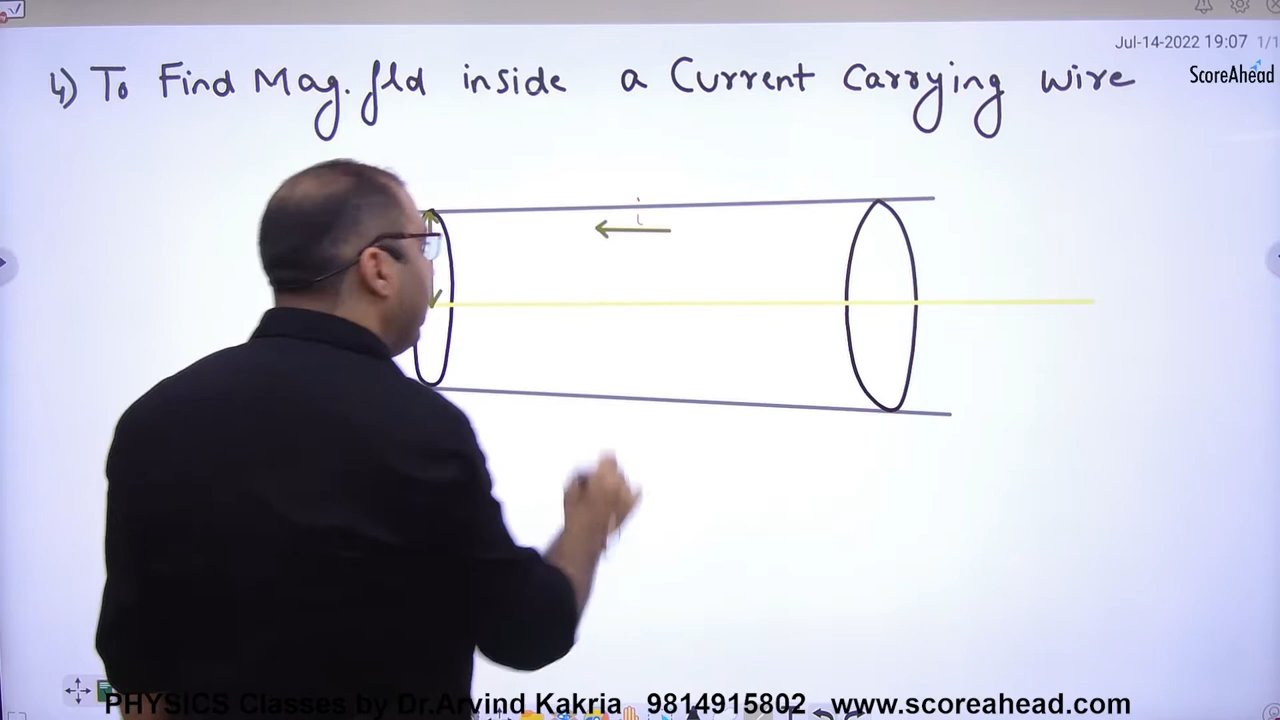 Jul-14-2022 19:07 1/1
4) To Find Mag. fld inside a Current Carrying wire
ScoreAhead
i
PHYSICS Classes by Dr.Arvind Kakria 9814915802 www.scoreahead.com